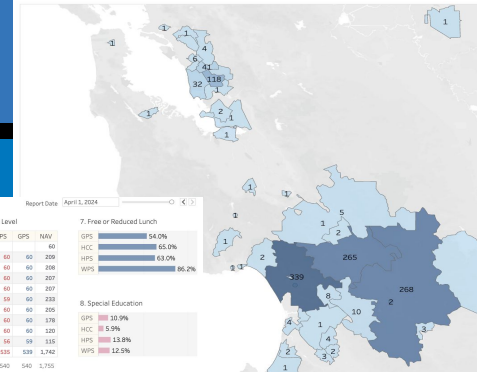 1
1
1
1
4
6
41
118
32
1
2
1
1
1
1
1
1
5
1
2
1
2
265
1 1
339
268
8
2
10
4
1
3
4
2
2
3
1
Report Date April 1, 2024
Level
PS GPS NAV
60
60 60 209
60 60 208
60 60 207
60 60 207
59 60 233
60 60 205
60 60 178
60 60 120
56 59 115
535 539 1,742
540 540 1,755
7. Free or Reduced Lunch
GPS 54.0%
HCC 65.0%
HPS 63.0%
WPS 86.2%
8. Special Education
GPS 10.9%
HCC 5.9%
HPS 13.8%
WPS 12.5%